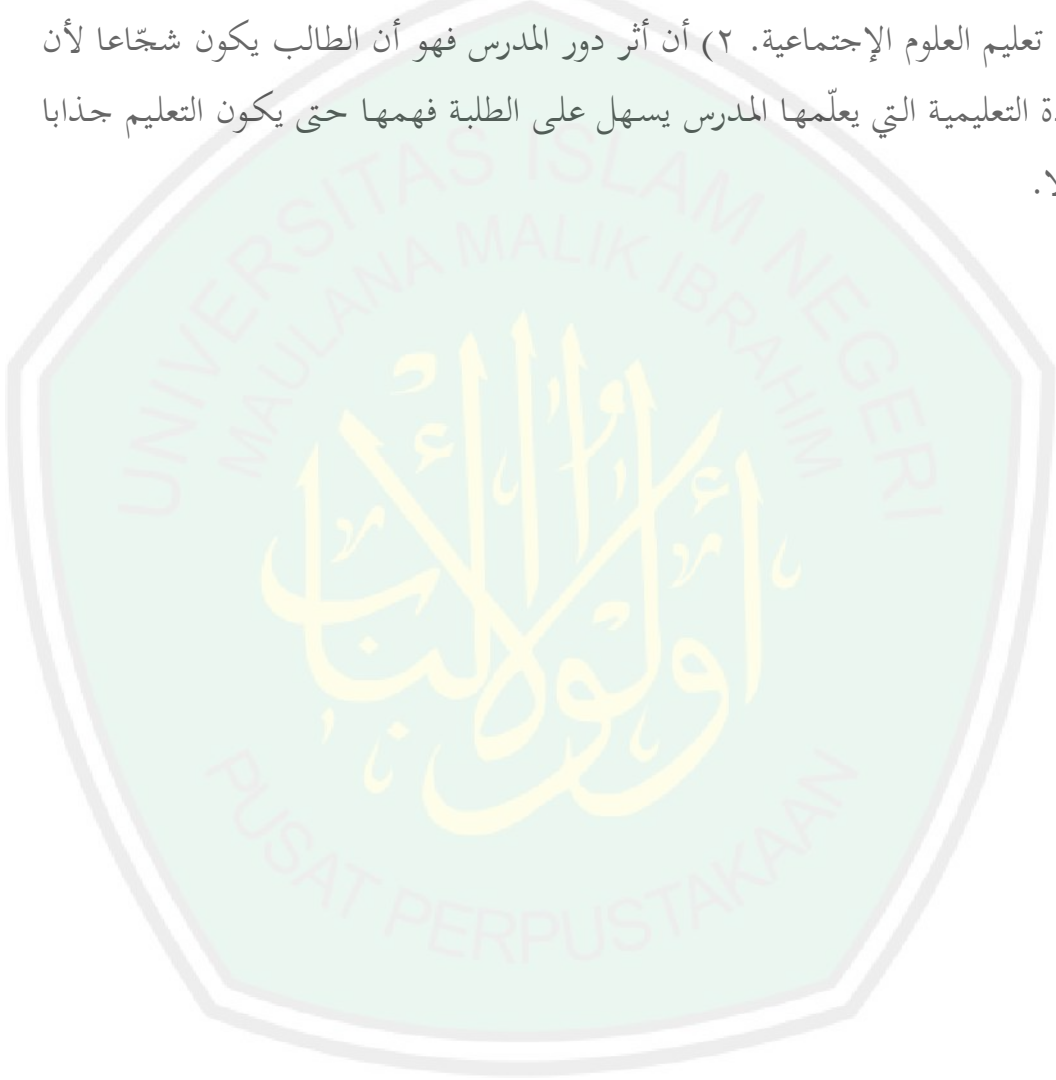 تعليم العلوم الإجتماعية. ٢) أن أثر دور المدرس فهو أن الطالب يكون شجّاعا لأن
التعليمية التي يعلّمها المدرس يسهل على الطلبة فهمها حتى يكون التعليم جذابا
UNIVERSITAS ISLAM NEGERI
MAULANA MALIK IBRAHIM
أولوا الألباب
PUSAT PERPUSTAKAAN